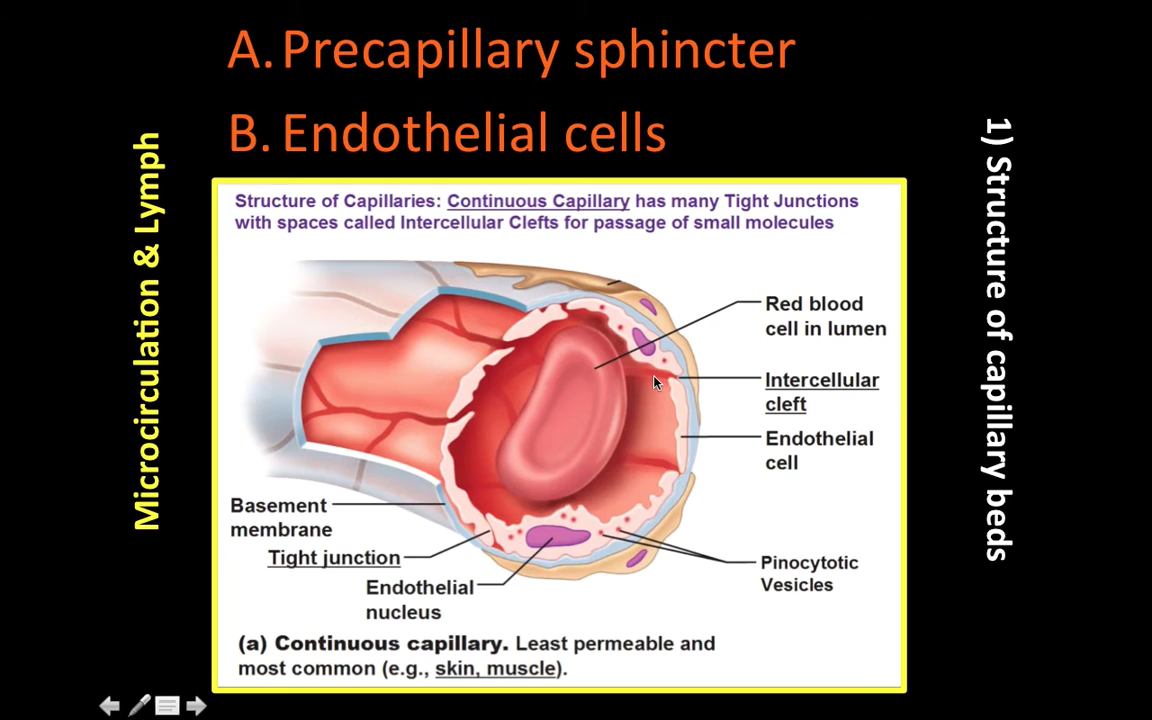 A. Precapillary sphincter
B. Endothelial cells
Microcirculation & Lymph
1) Structure of capillary beds
Structure of Capillaries: Continuous Capillary has many Tight Junctions
with spaces called Intercellular Clefts for passage of small molecules
Red blood
cell in lumen
Intercellular
cleft
Endothelial
cell
Basement
membrane
Tight junction
Endothelial
nucleus
Pinocytotic
Vesicles
(a) Continuous capillary. Least permeable and
most common (e.g., skin, muscle).